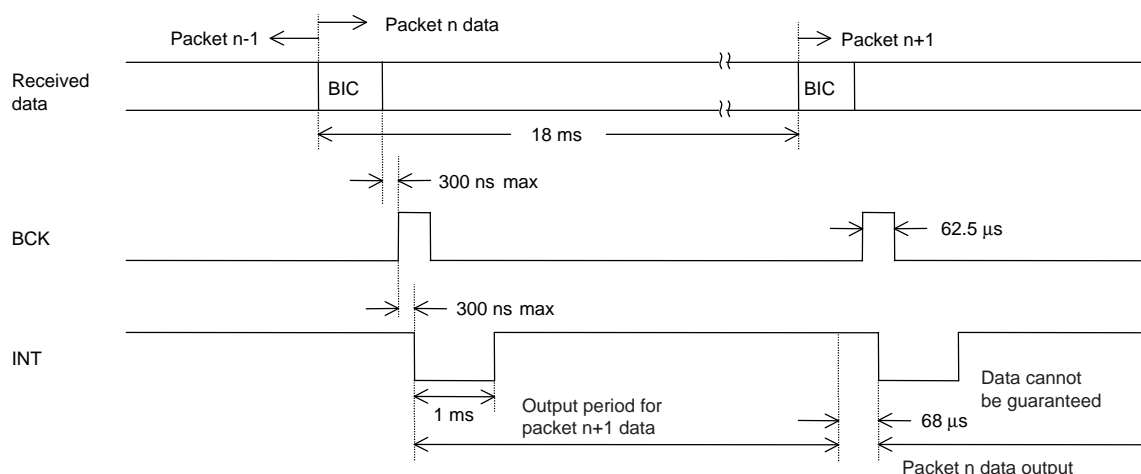 Packet n-1
Packet n data
Packet n+1
Received
data
BIC
BIC
18 ms
300 ns max
BCK
62.5 μs
300 ns max
INT
1 ms
Output period for
packet n+1 data
Data cannot
be guaranteed
68 μs
Packet n data output